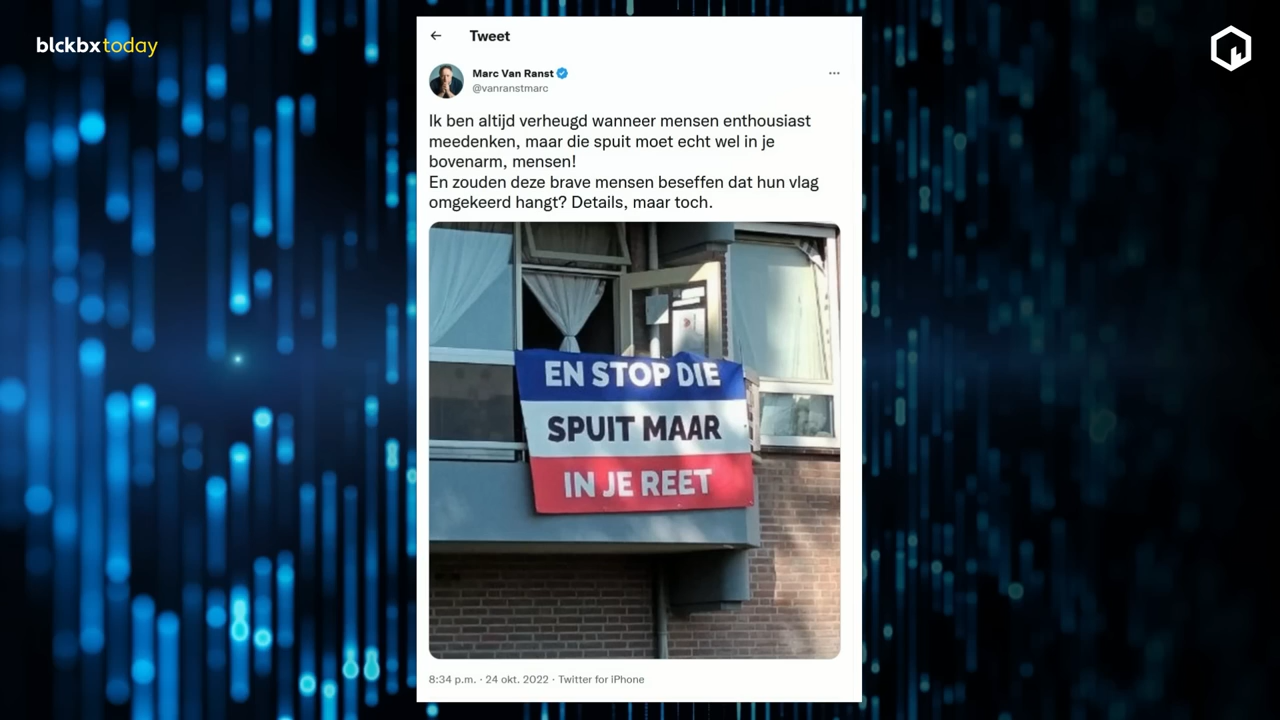 blckbxtoday
← Tweet
Marc Van Ranst
@vanranstmarc
Ik ben altijd verheugd wanneer mensen enthousiast
meedenken, maar die spuit moet echt wel in je
bovenarm, mensen!
En zouden deze brave mensen beseffen dat hun vlag
omgekeerd hangt? Details, maar toch.
EN STOP DIE
SPUIT MAAR
IN JE REET
8:34 p.m. · 24 okt. 2022 · Twitter for iPhone